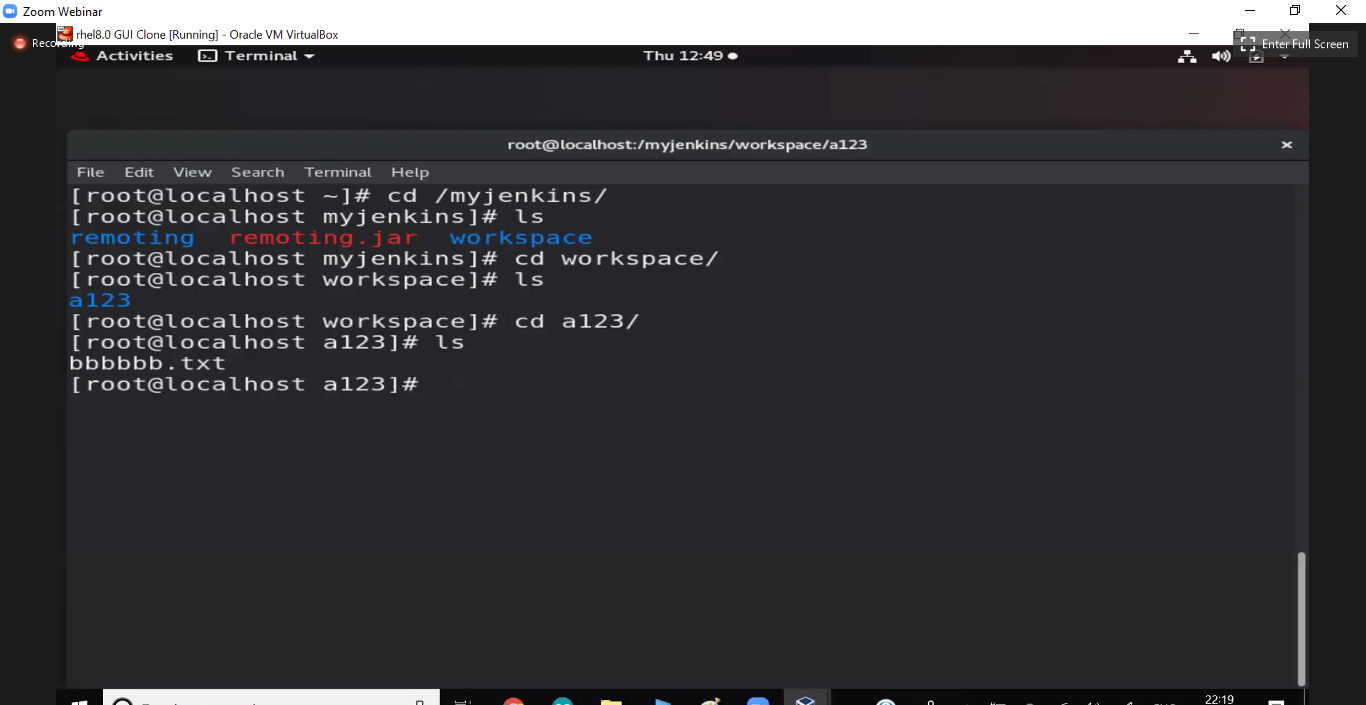 Zoom Webinar
rhel8.0 GUI Clone [Running] - Oracle VM VirtualBox
Recording
Enter Full Screen
Activities Terminal Thu 12:49
root@localhost:/myjenkins/workspace/a123
File Edit View Search Terminal Help
[root@localhost ~]# cd /myjenkins/
[root@localhost myjenkins]# ls
remoting remoting.jar workspace
[root@localhost myjenkins]# cd workspace/
[root@localhost workspace]# ls
a123
[root@localhost workspace]# cd a123/
[root@localhost a123]# ls
bbbbbb.txt
[root@localhost a123]#
22:19